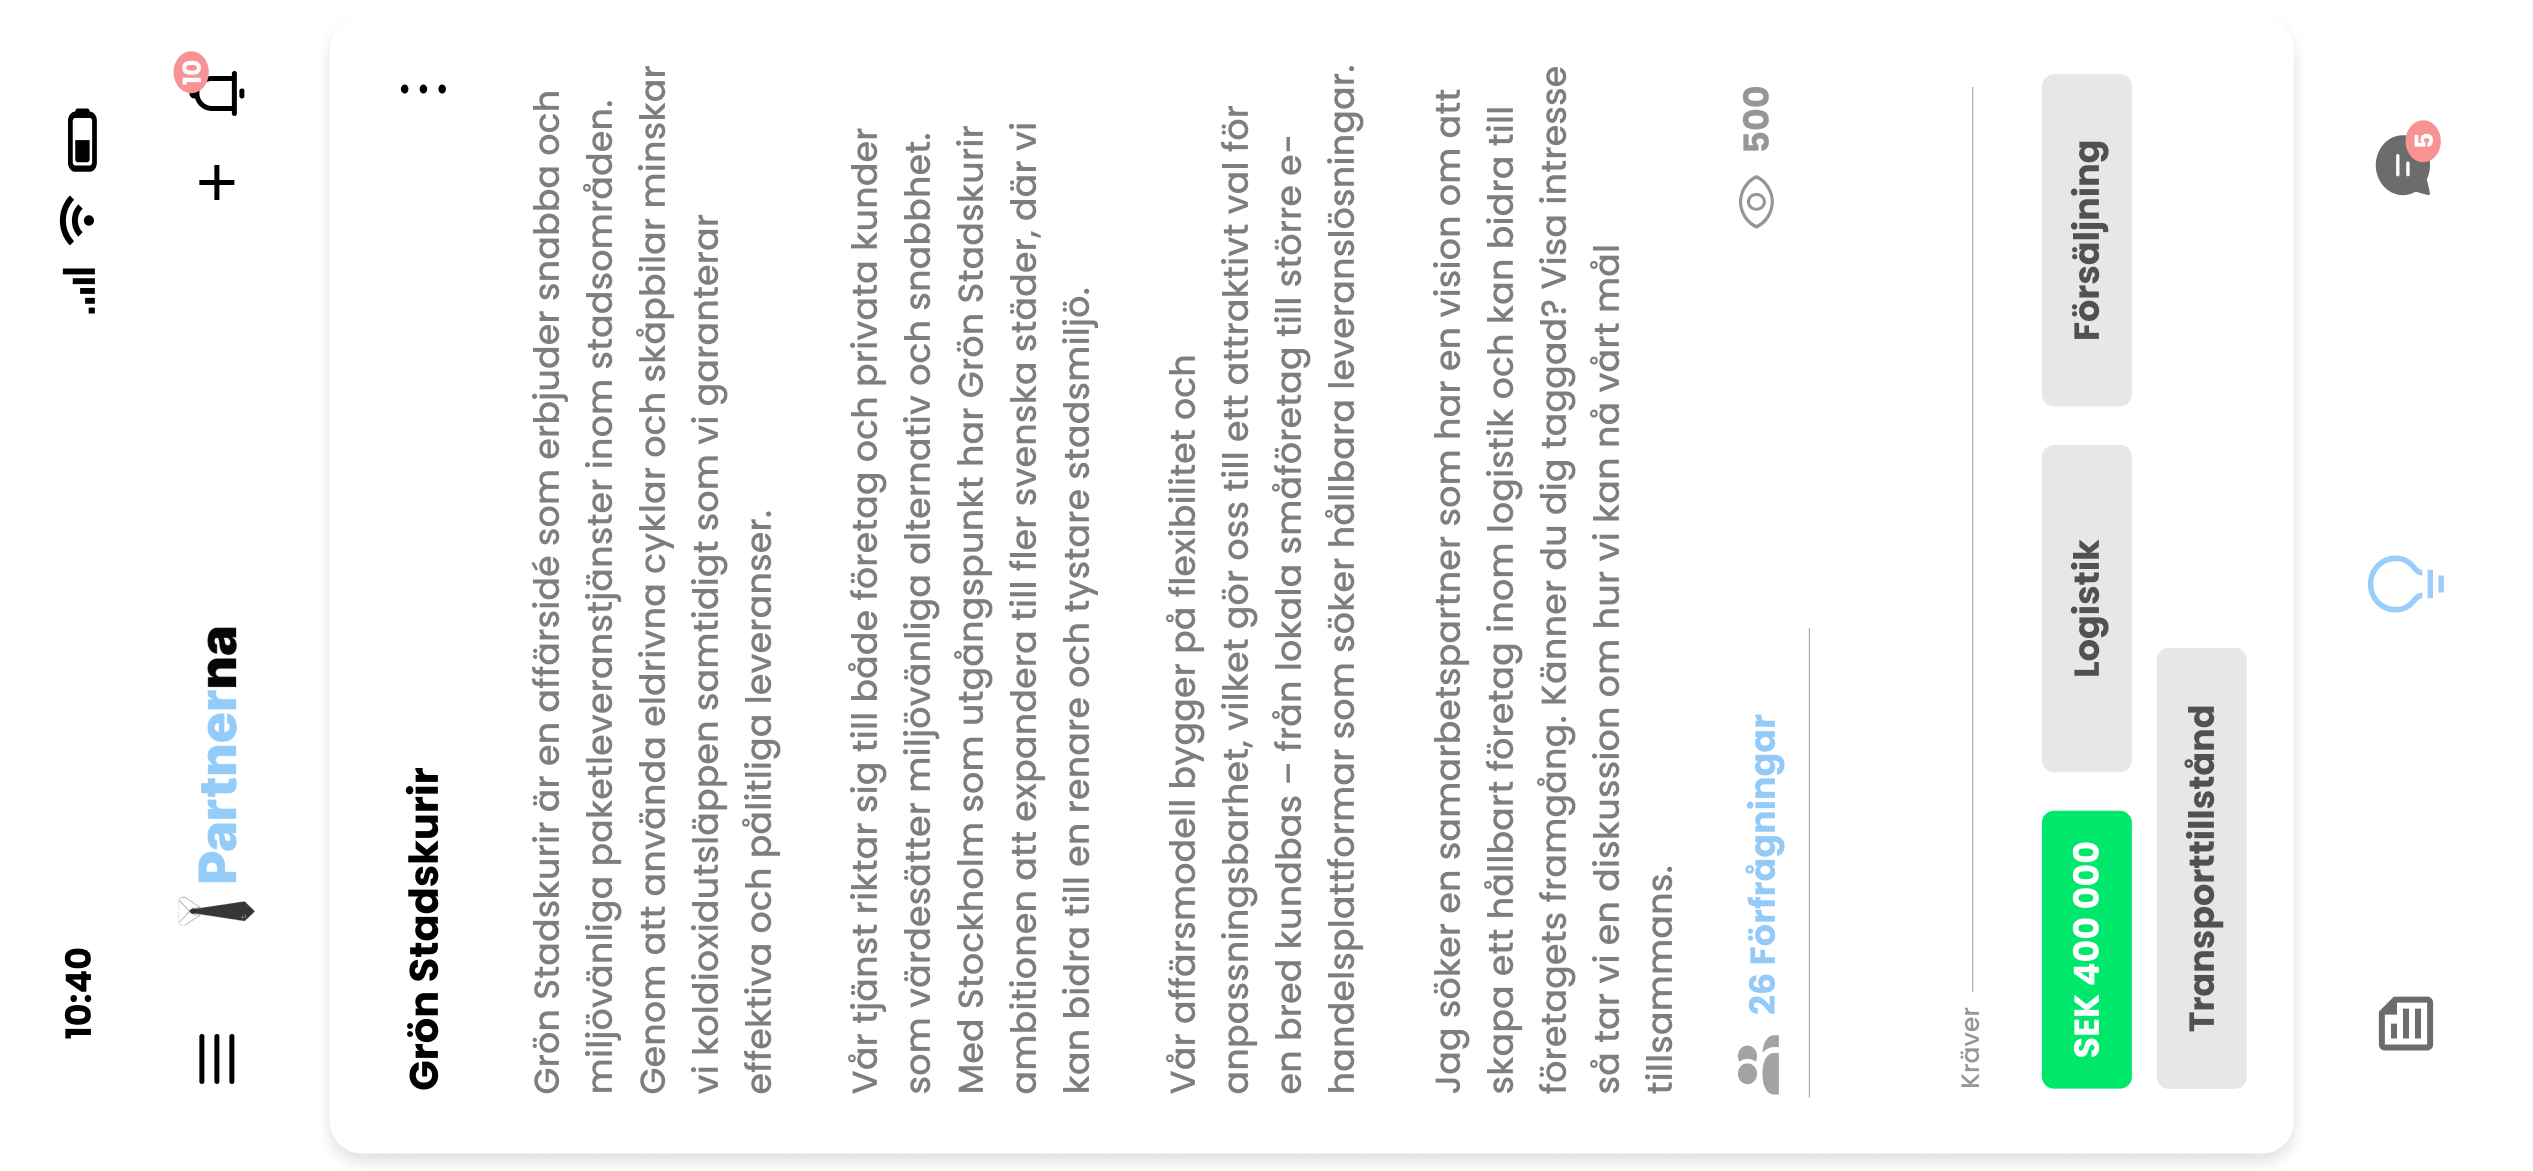 10:40
Partnerna
10
Grön Stadskurir
Grön Stadskurir är en affärsidé som erbjuder snabba och
miljövänliga paketleveranstjänster inom stadsområden.
Genom att använda eldrivna cyklar och skåpbilar minskar
vi koldioxidutsläppen samtidigt som vi garanterar
effektiva och pålitliga leveranser.
Vår tjänst riktar sig till både företag och privata kunder
som värdesätter miljövänliga alternativ och snabbhet.
Med Stockholm som utgångspunkt har Grön Stadskurir
ambitionen att expandera till fler svenska städer, där vi
kan bidra till en renare och tystare stadsmiljö.
Vår affärsmodell bygger på flexibilitet och
anpassningsbarhet, vilket gör oss till ett attraktivt val för
en bred kundbas – från lokala småföretag till större e-
handelsplattformar som söker hållbara leveranslösningar.
Jag söker en samarbetspartner som har en vision om att
skapa ett hållbart företag inom logistik och kan bidra till
företagets framgång. Känner du dig taggad? Visa intresse
så tar vi en diskussion om hur vi kan nå vårt mål
tillsammans.
26 Förfrågningar 500
Kräver
SEK 400 000 Logistik Försäljning
Transporttillstånd
5